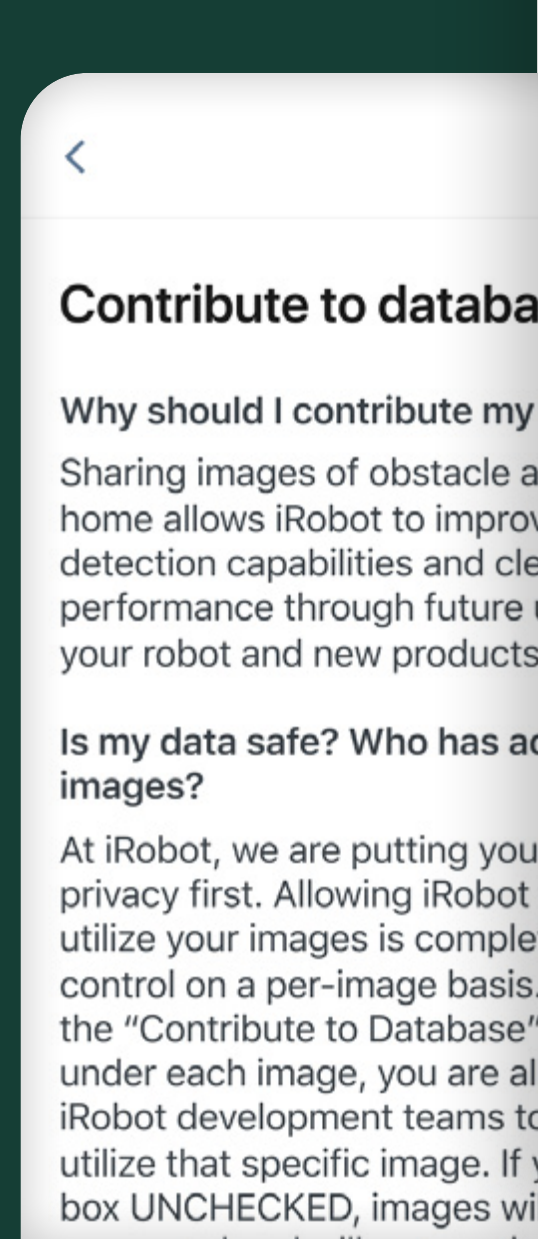 Contribute to databa
Why should I contribute my
Sharing images of obstacle a
home allows iRobot to improv
detection capabilities and cle
performance through future
your robot and new products
Is my data safe? Who has ac
images?
At iRobot, we are putting you
privacy first. Allowing iRobot
utilize your images is comple
control on a per-image basis.
the “Contribute to Database”
under each image, you are al
iRobot development teams to
utilize that specific image. If
box UNCHECKED, images wi